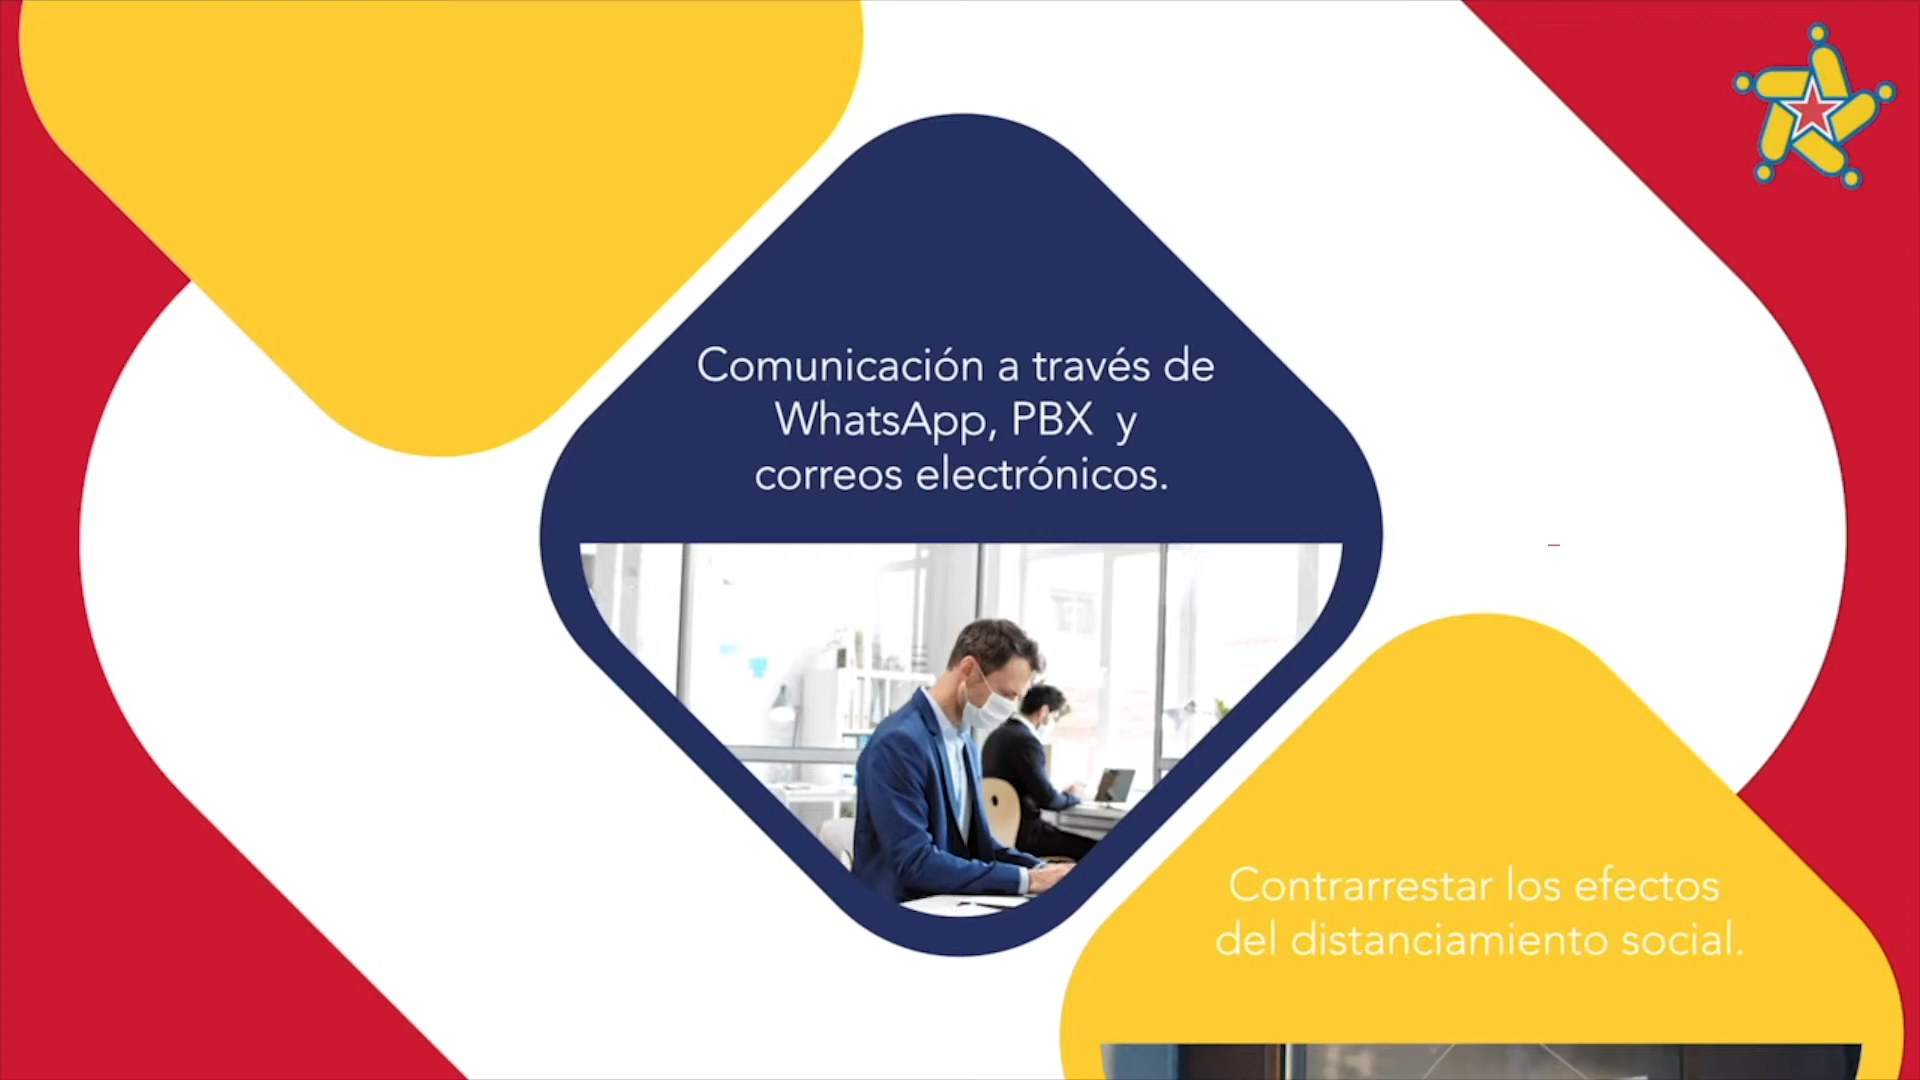 Comunicación a través de
WhatsApp, PBX  y
correos electrónicos.
Contrarrestar los efectos
del distanciamiento social.